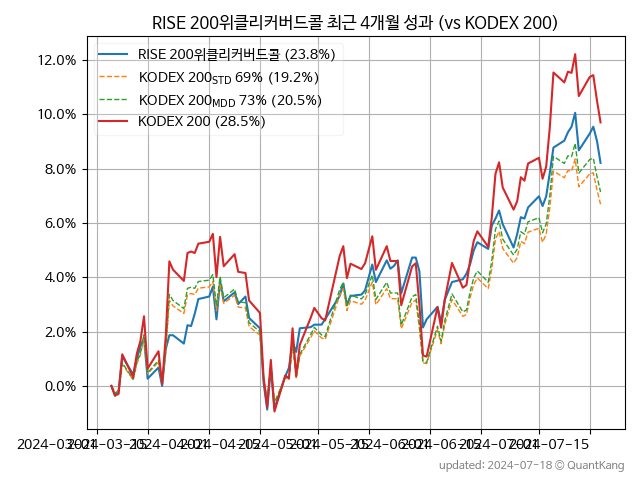 RISE 200위클리커버드콜 최근 4개월 성과 (vs KODEX 200)
RISE 200위클리커버드콜 (23.8%)
KODEX 200STD 69% (19.2%)
KODEX 200MDD 73% (20.5%)
KODEX 200 (28.5%)
12.0%
10.0%
8.0%
6.0%
4.0%
2.0%
0.0%
2024-03-01 2024-03-15 2024-04-01 2024-04-15 2024-05-01 2024-05-15 2024-06-01 2024-06-15 2024-07-01 2024-07-15
updated: 2024-07-18 © QuantKang